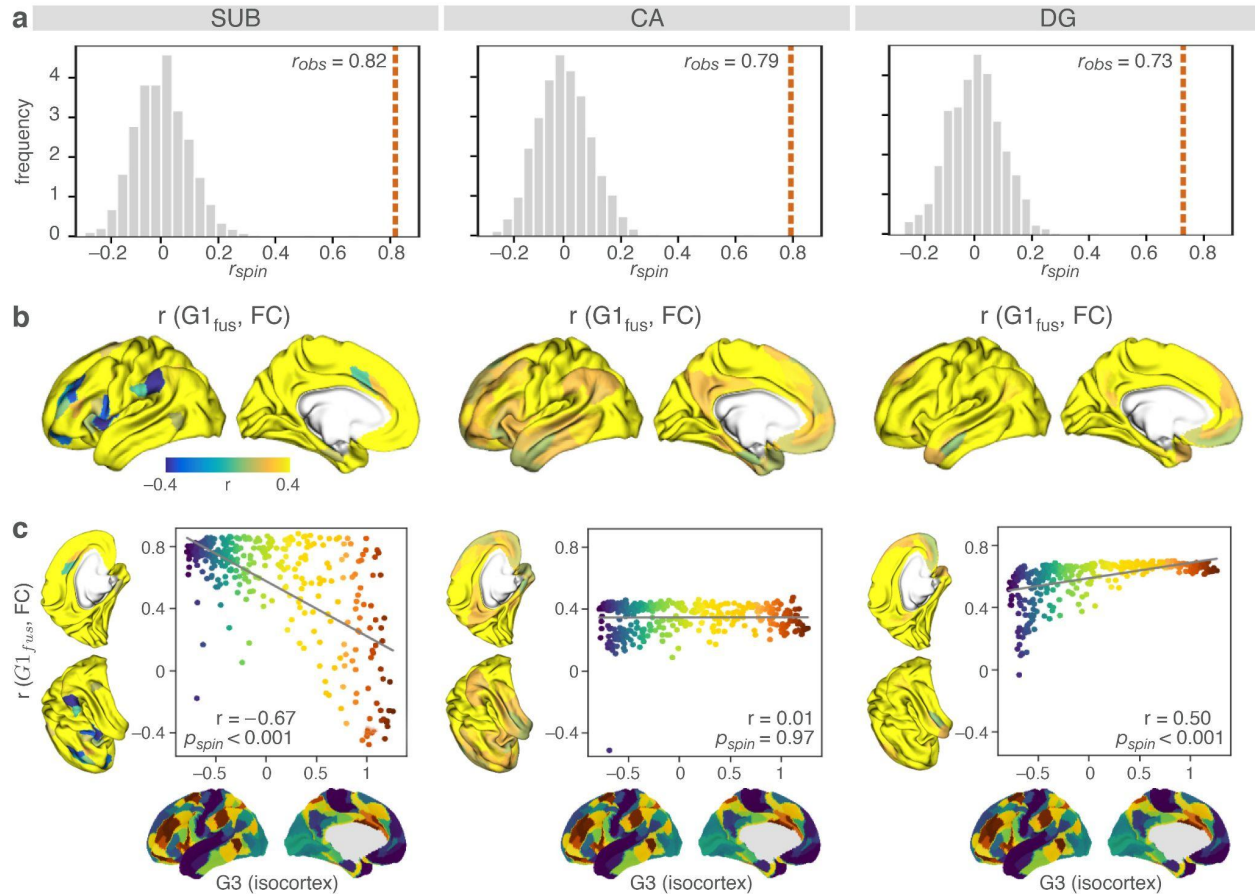 a
SUB
CA
DG
frequency
4
3
2
1
0
r_obs = 0.82
−0.2 0 0.2 0.4 0.6 0.8
r_spin
r_obs = 0.79
−0.2 0 0.2 0.4 0.6 0.8
r_spin
r_obs = 0.73
−0.2 0 0.2 0.4 0.6 0.8
r_spin
b
r (G1_fus, FC)
r (G1_fus, FC)
r (G1_fus, FC)
−0.4 r 0.4
c
r (G1_fus, FC)
0.8
0.4
0
−0.4
r = −0.67
p_spin < 0.001
−0.5 0 0.5 1
G3 (isocortex)
0.8
0.4
0
−0.4
r = 0.01
p_spin = 0.97
−0.5 0 0.5 1
G3 (isocortex)
0.8
0.4
0
−0.4
r = 0.50
p_spin < 0.001
−0.5 0 0.5 1
G3 (isocortex)